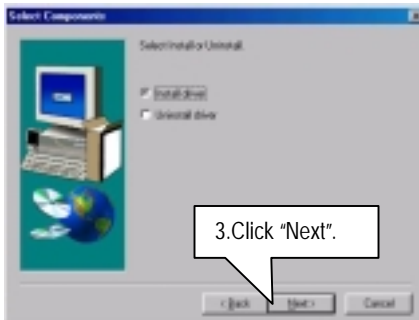 Select Components
Select Install or Uninstall.
Install driver
Uninstall driver
3.Click “Next”.
< Back
Next >
Cancel